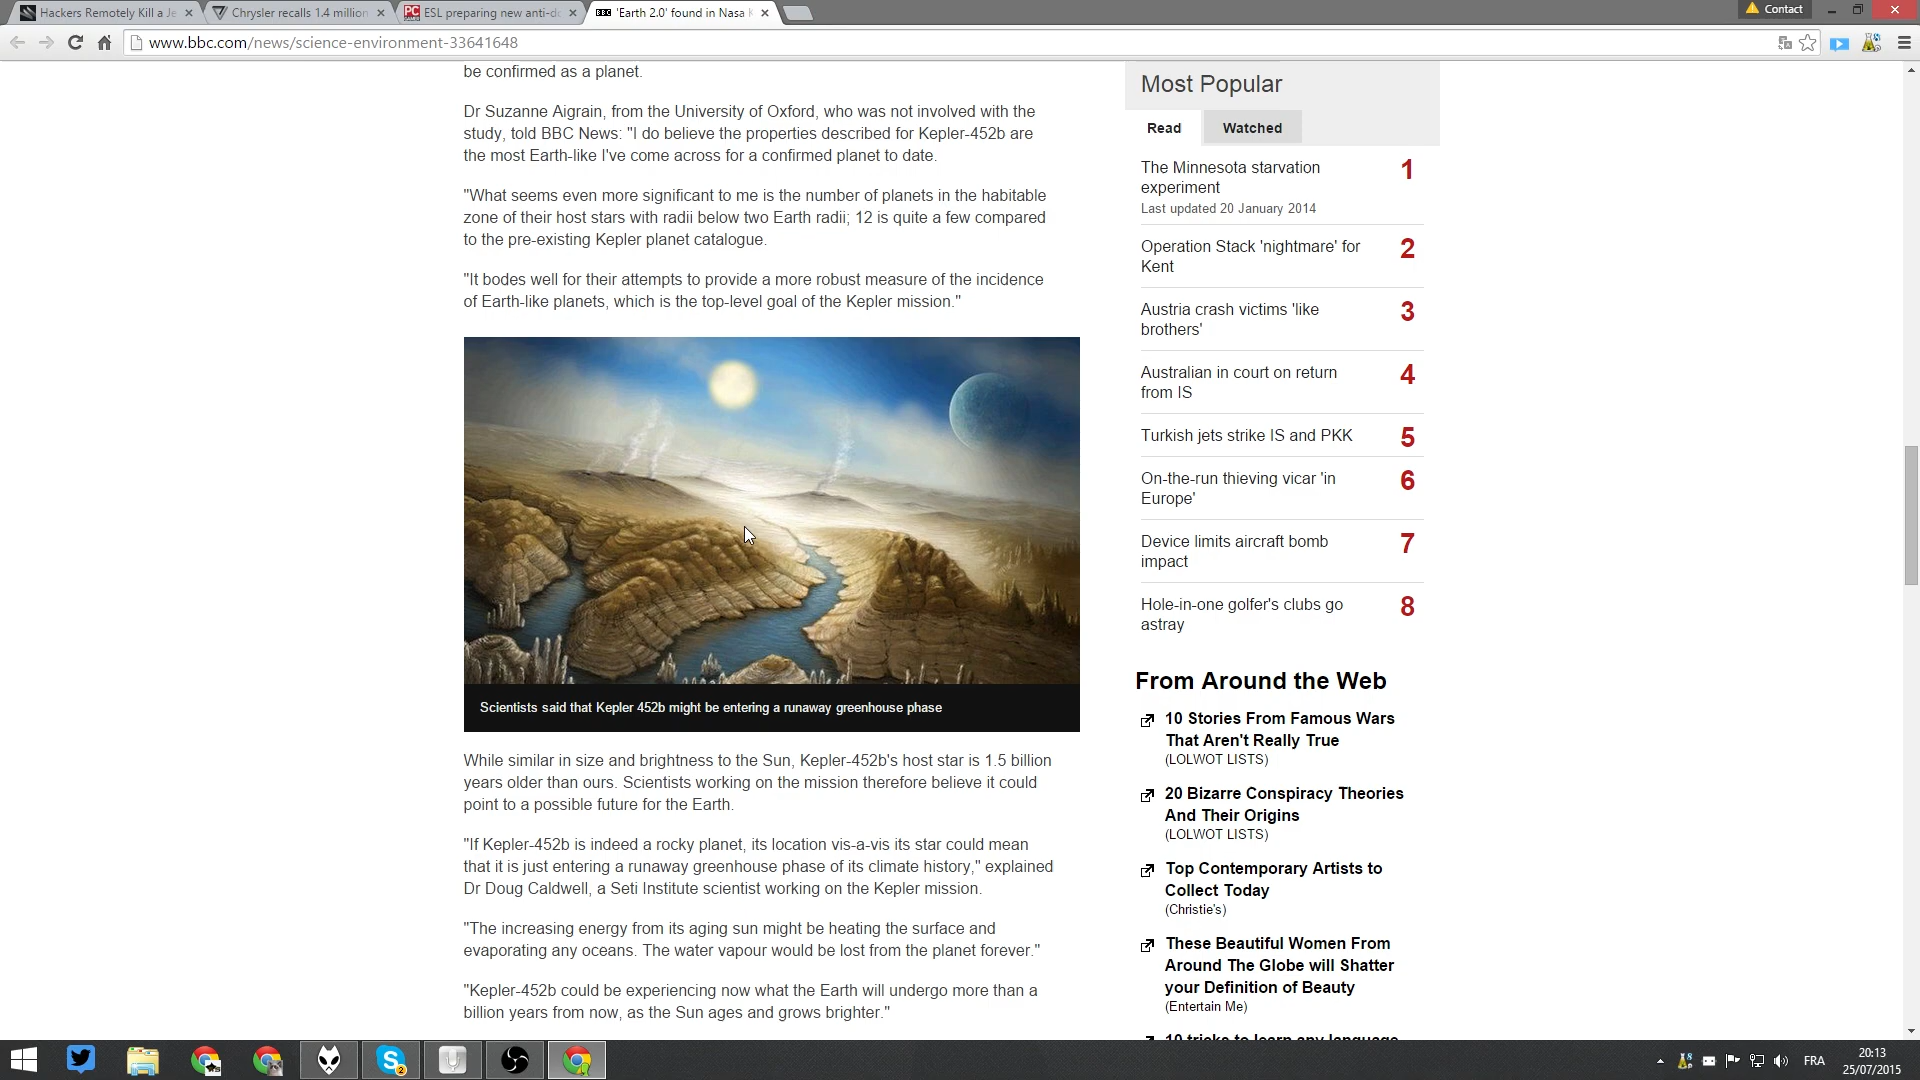 Hackers Remotely Kill a Je
Chrysler recalls 1.4 million
ESL preparing new anti-do
'Earth 2.0' found in Nasa K
Contact
www.bbc.com/news/science-environment-33641648
be confirmed as a planet.
Dr Suzanne Aigrain, from the University of Oxford, who was not involved with the
study, told BBC News: "I do believe the properties described for Kepler-452b are
the most Earth-like I've come across for a confirmed planet to date.
"What seems even more significant to me is the number of planets in the habitable
zone of their host stars with radii below two Earth radii; 12 is quite a few compared
to the pre-existing Kepler planet catalogue.
"It bodes well for their attempts to provide a more robust measure of the incidence
of Earth-like planets, which is the top-level goal of the Kepler mission."
Scientists said that Kepler 452b might be entering a runaway greenhouse phase
While similar in size and brightness to the Sun, Kepler-452b's host star is 1.5 billion
years older than ours. Scientists working on the mission therefore believe it could
point to a possible future for the Earth.
"If Kepler-452b is indeed a rocky planet, its location vis-a-vis its star could mean
that it is just entering a runaway greenhouse phase of its climate history," explained
Dr Doug Caldwell, a Seti Institute scientist working on the Kepler mission.
"The increasing energy from its aging sun might be heating the surface and
evaporating any oceans. The water vapour would be lost from the planet forever."
"Kepler-452b could be experiencing now what the Earth will undergo more than a
billion years from now, as the Sun ages and grows brighter."
Most Popular
Read Watched
The Minnesota starvation 1
experiment
Last updated 20 January 2014
Operation Stack 'nightmare' for 2
Kent
Austria crash victims 'like 3
brothers'
Australian in court on return 4
from IS
Turkish jets strike IS and PKK 5
On-the-run thieving vicar 'in 6
Europe'
Device limits aircraft bomb 7
impact
Hole-in-one golfer's clubs go 8
astray
From Around the Web
10 Stories From Famous Wars
That Aren't Really True
(LOLWOT LISTS)
20 Bizarre Conspiracy Theories
And Their Origins
(LOLWOT LISTS)
Top Contemporary Artists to
Collect Today
(Christie's)
These Beautiful Women From
Around The Globe will Shatter
your Definition of Beauty
(Entertain Me)
10 tricks to learn any language
FRA
20:13
25/07/2015